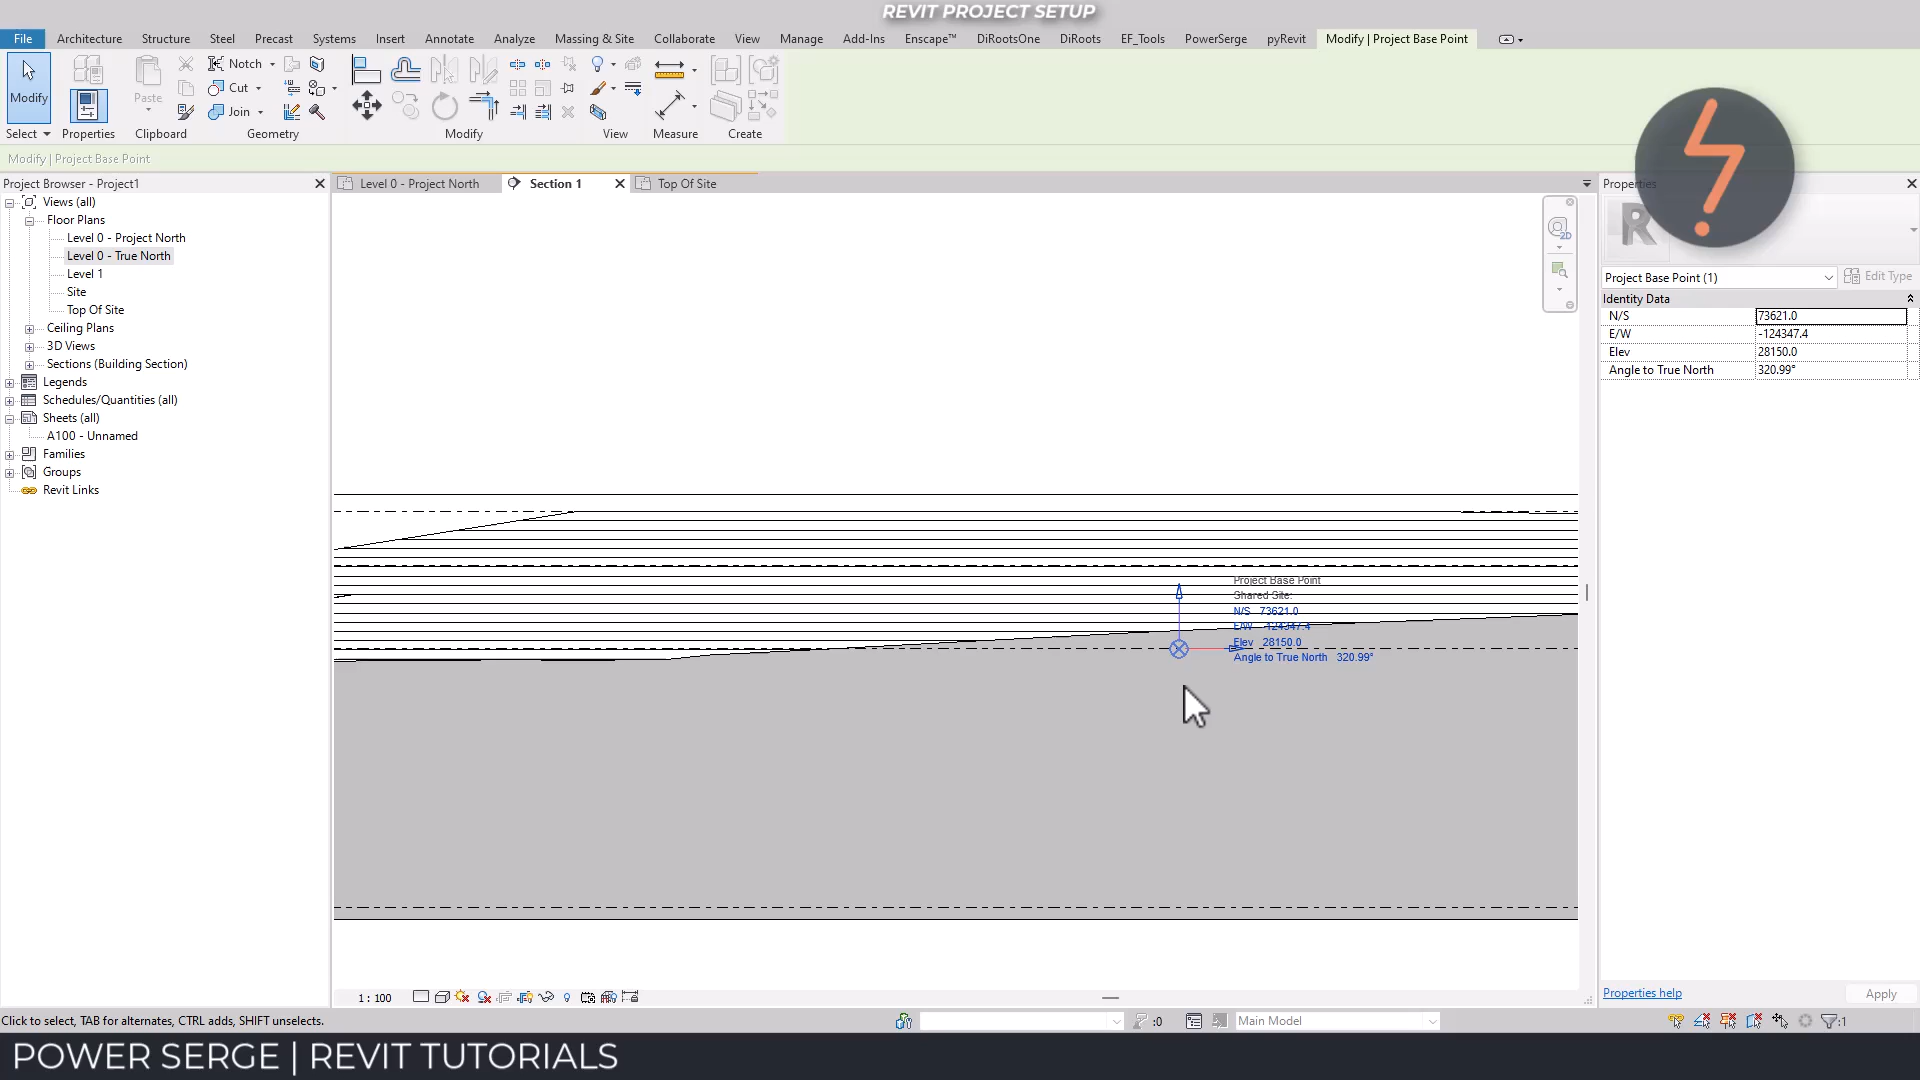 REVIT PROJECT SETUP
File Architecture Structure Steel Precast Systems Insert Annotate Analyze Massing & Site Collaborate View Manage Add-Ins Enscape™ DiRootsOne DiRoots EF_Tools PowerSerge pyRevit Modify | Project Base Point
Notch
Modify Paste Cut
Join
Select Properties Clipboard Geometry Modify View Measure Create
Modify | Project Base Point
Project Browser - Project1
Level 0 - Project North Section 1 Top Of Site
Properties
Views (all)
Floor Plans
Level 0 - Project North
Level 0 - True North
Level 1
Site
Top Of Site
Ceiling Plans
3D Views
Sections (Building Section)
Legends
Schedules/Quantities (all)
Sheets (all)
A100 - Unnamed
Families
Groups
Revit Links
2D
R
Project Base Point (1) Edit Type
Identity Data
N/S 73621.0
E/W -124347.4
Elev 28150.0
Angle to True North 320.99°
Project Base Point
Shared Site:
N/S 73621.0
E/W -124347.4
Elev 28150.0
Angle to True North 320.99°
1 : 100
Properties help Apply
Click to select, TAB for alternates, CTRL adds, SHIFT unselects.
:0 Main Model :1
POWER SERGE | REVIT TUTORIALS